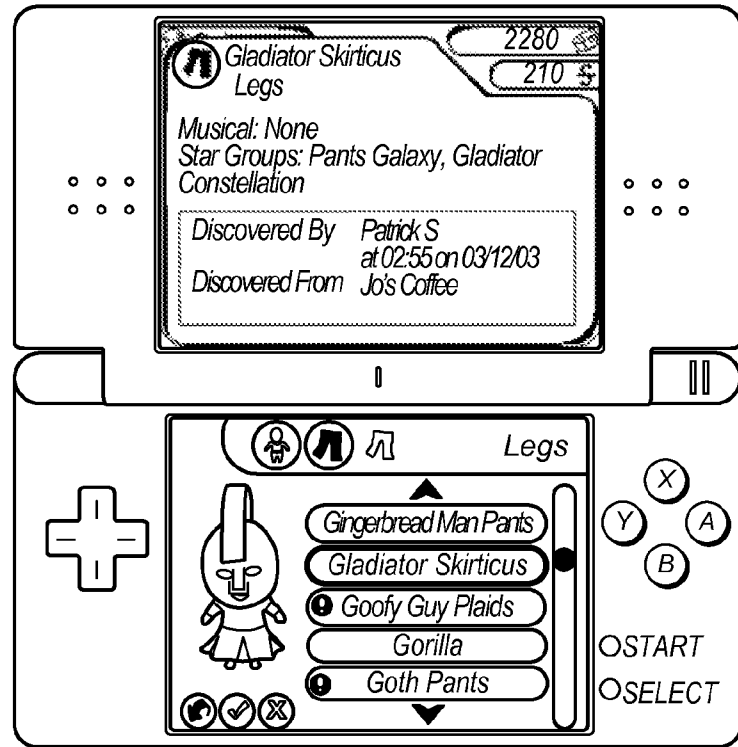 2280
210 $
Gladiator Skirticus
Legs
Musical: None
Star Groups: Pants Galaxy, Gladiator
Constellation
Discovered By Patrick S
at 02:55 on 03/12/03
Discovered From Jo's Coffee
Legs
Gingerbread Man Pants
Gladiator Skirticus
! Goofy Guy Plaids
Gorilla
! Goth Pants
X
Y
A
B
START
SELECT